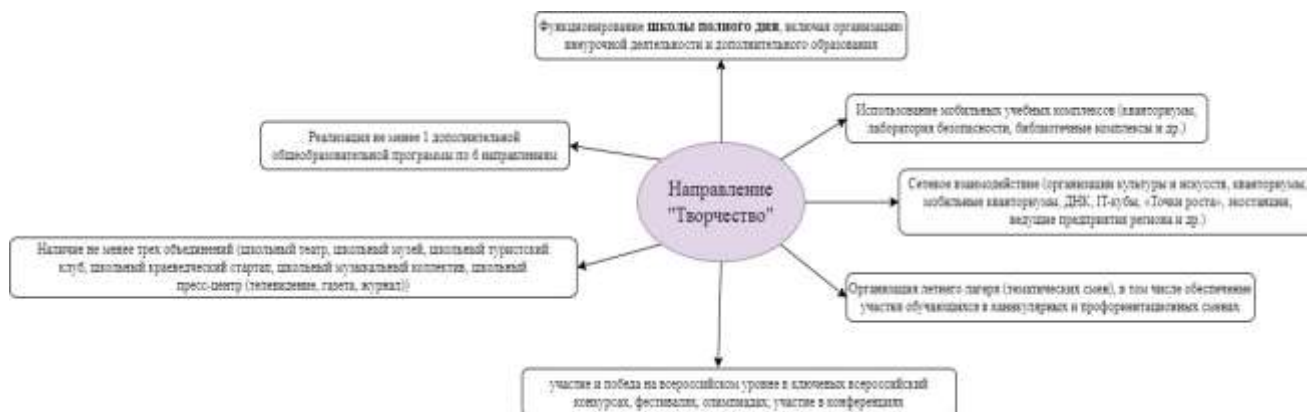 Функционирование школы полного дня, включая организацию
внеурочной деятельности и дополнительного образования
Использование мобильных учебных комплексов (кванториумы,
лаборатория безопасности, библиотечные комплексы и др.)
Реализация не менее 1 дополнительной
общеобразовательной программы по 6 направлениям
Направление
"Творчество"
Сетевое взаимодействие (организации культуры и искусств, кванториумы,
мобильные кванториумы, ДНК, IT-кубы, «Точки роста», экостанции,
ведущие предприятия региона и др.)
Наличие не менее трех объединений (школьный театр, школьный музей, школьный туристский
клуб, школьный краеведческий стартап, школьный музыкальный коллектив, школьный
пресс-центр (телевидение, газета, журнал))
Организация летнего лагеря (тематических смен), в том числе обеспечение
участия обучающихся в каникулярных и профориентационных сменах
участие и победа на всероссийском уровне в ключевых всероссийский
конкурсах, фестивалях, олимпиадах, участие в конференциях